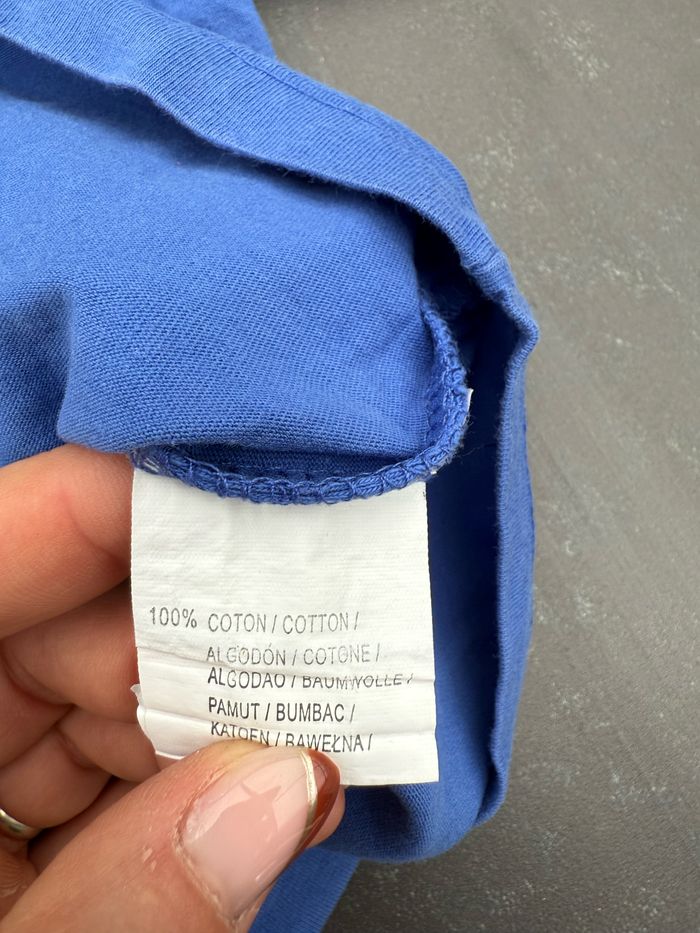 100% COTON / COTTON /
ALGODÓN / COTONE /
ALGODAO / BAUMWOLLE /
PAMUT / BUMBAC /
KATOEN / BAWEŁNA /